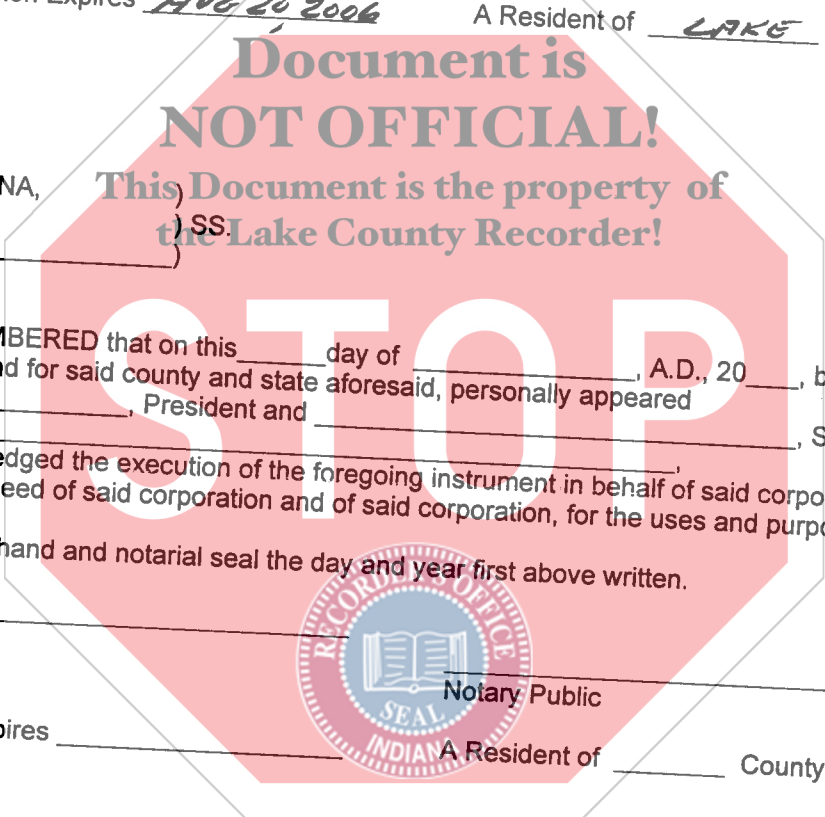 Expires AUG 20, 2006 A Resident of LAKE
Document is
NOT OFFICIAL!
This Document is the property of
the Lake County Recorder!
NA, )
) SS.
)
MBERED that on this day of , A.D., 20 , b
d for said county and state aforesaid, personally appeared
, President and , S
,
edged the execution of the foregoing instrument in behalf of said corpo
eed of said corporation and of said corporation, for the uses and purpo
hand and notarial seal the day and year first above written.
STOP
RECORDER'S OFFICE
SEAL
INDIANA
Notary Public
pires A Resident of County